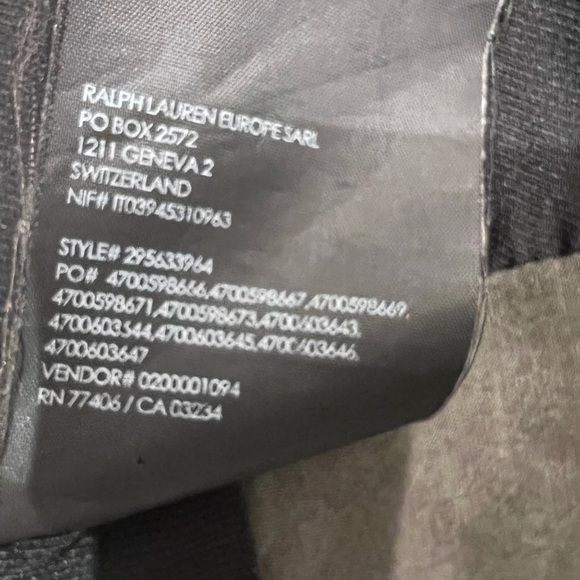 RALPH LAUREN EUROPE SARL
PO BOX 2572
1211 GENEVA 2
SWITZERLAND
NIF# IT03945310963
STYLE# 295633964
PO# 4700598666,4700598667,4700598669,
4700598671,4700598673,4700603643,
4700603544,4700603645,4700603646,
4700603647
VENDOR# 0200001094
RN 77406 / CA 03234